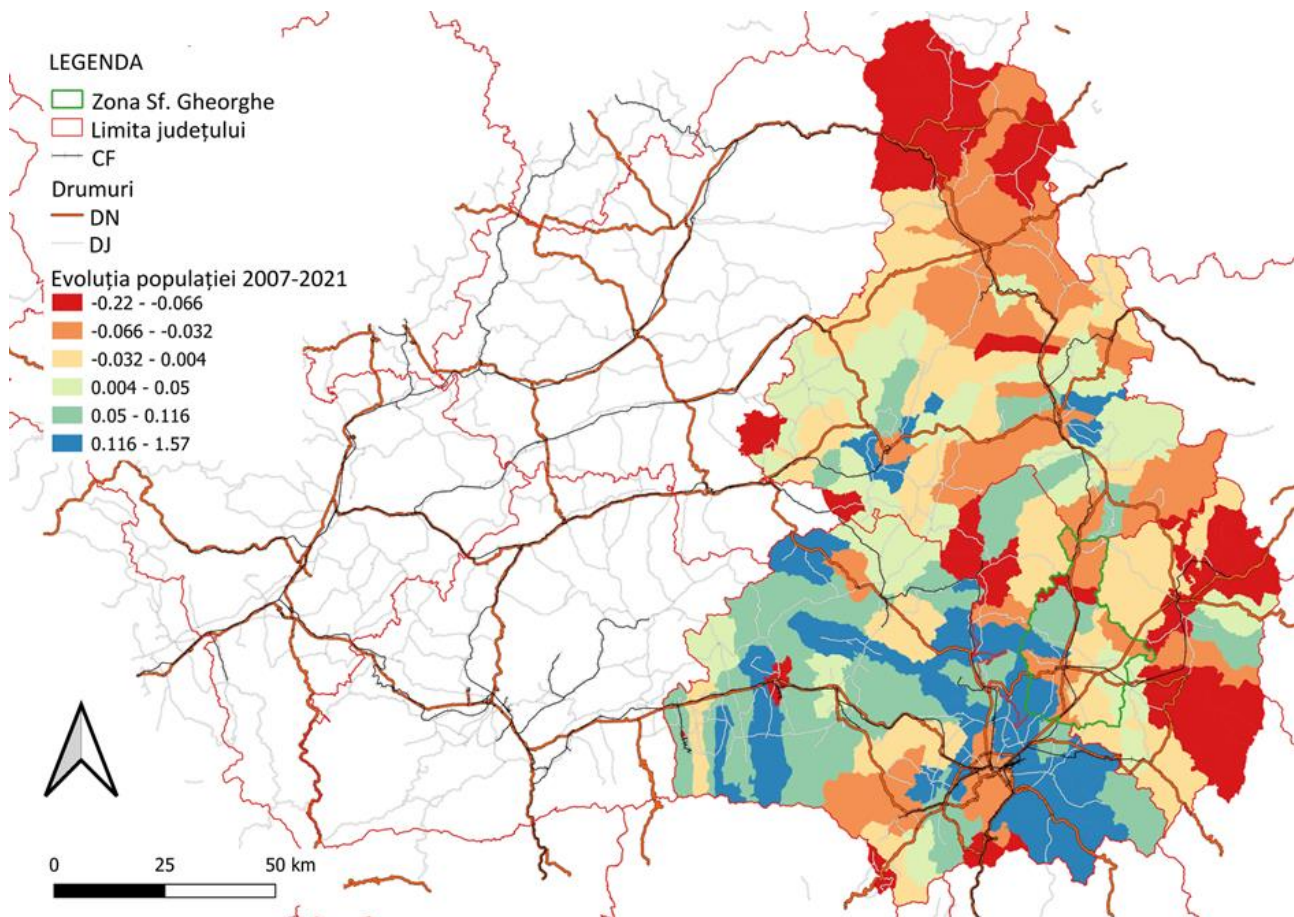 LEGENDA
Zona Sf. Gheorghe
Limita județului
CF
Drumuri
DN
DJ
Evoluția populației 2007-2021
-0.22 - -0.066
-0.066 - -0.032
-0.032 - 0.004
0.004 - 0.05
0.05 - 0.116
0.116 - 1.57
0 25 50 km